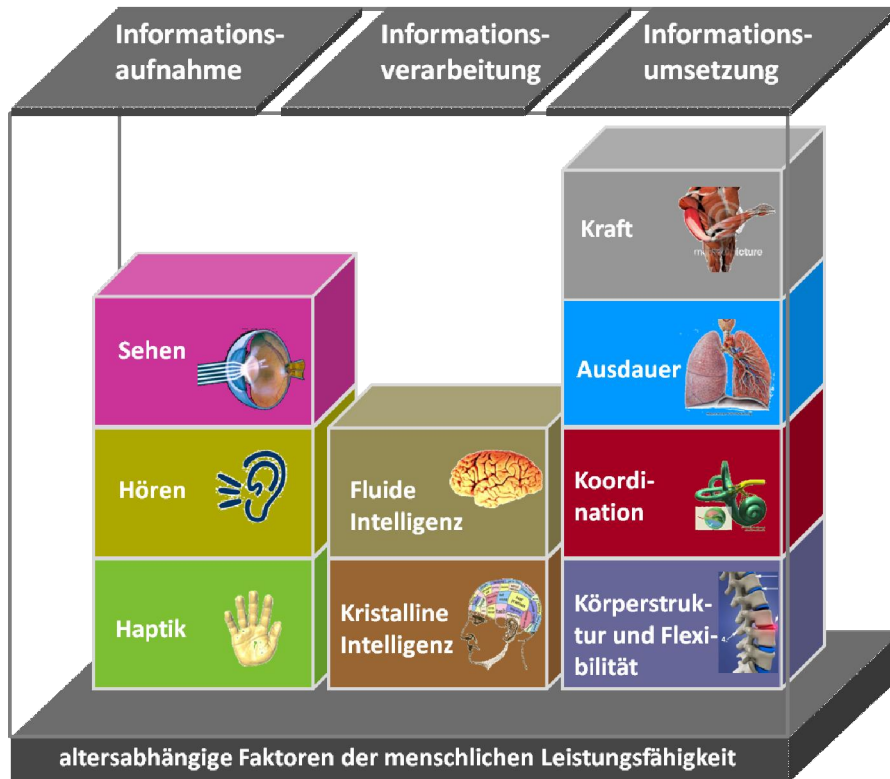 Informations-
aufnahme
Informations-
verarbeitung
Informations-
umsetzung
Sehen
Hören
Haptik
Fluide
Intelligenz
Kristalline
Intelligenz
Kraft
Ausdauer
Koordi-
nation
Körperstruk-
tur und Flexi-
bilität
altersabhängige Faktoren der menschlichen Leistungsfähigkeit